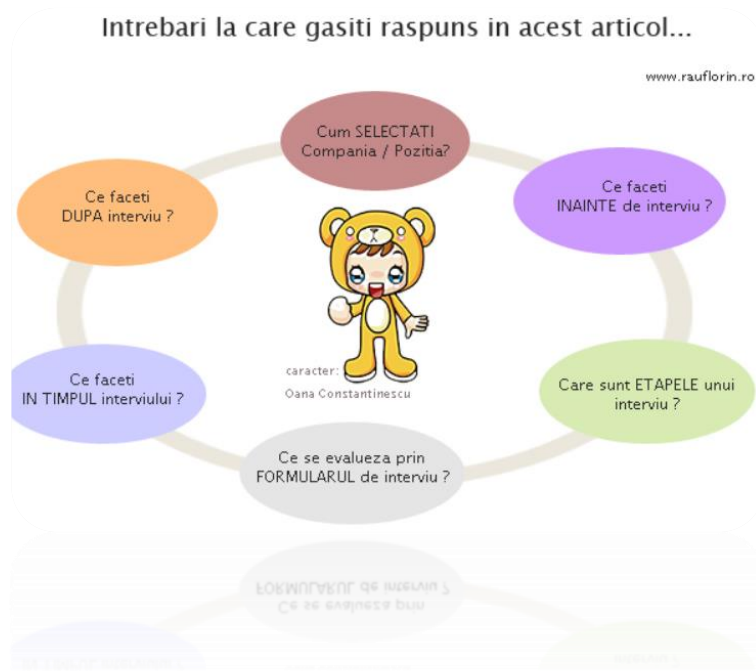 Intrebari la care gasiti raspuns in acest articol...
www.rauflorin.ro
Cum SELECTATI
Compania / Pozitia?
Ce faceti
INAINTE de interviu ?
Care sunt ETAPELE unui
interviu ?
Ce se evalueza prin
FORMULARUL de interviu ?
Ce faceti
IN TIMPUL interviului ?
Ce faceti
DUPA interviu ?
caracter:
Oana Constantinescu